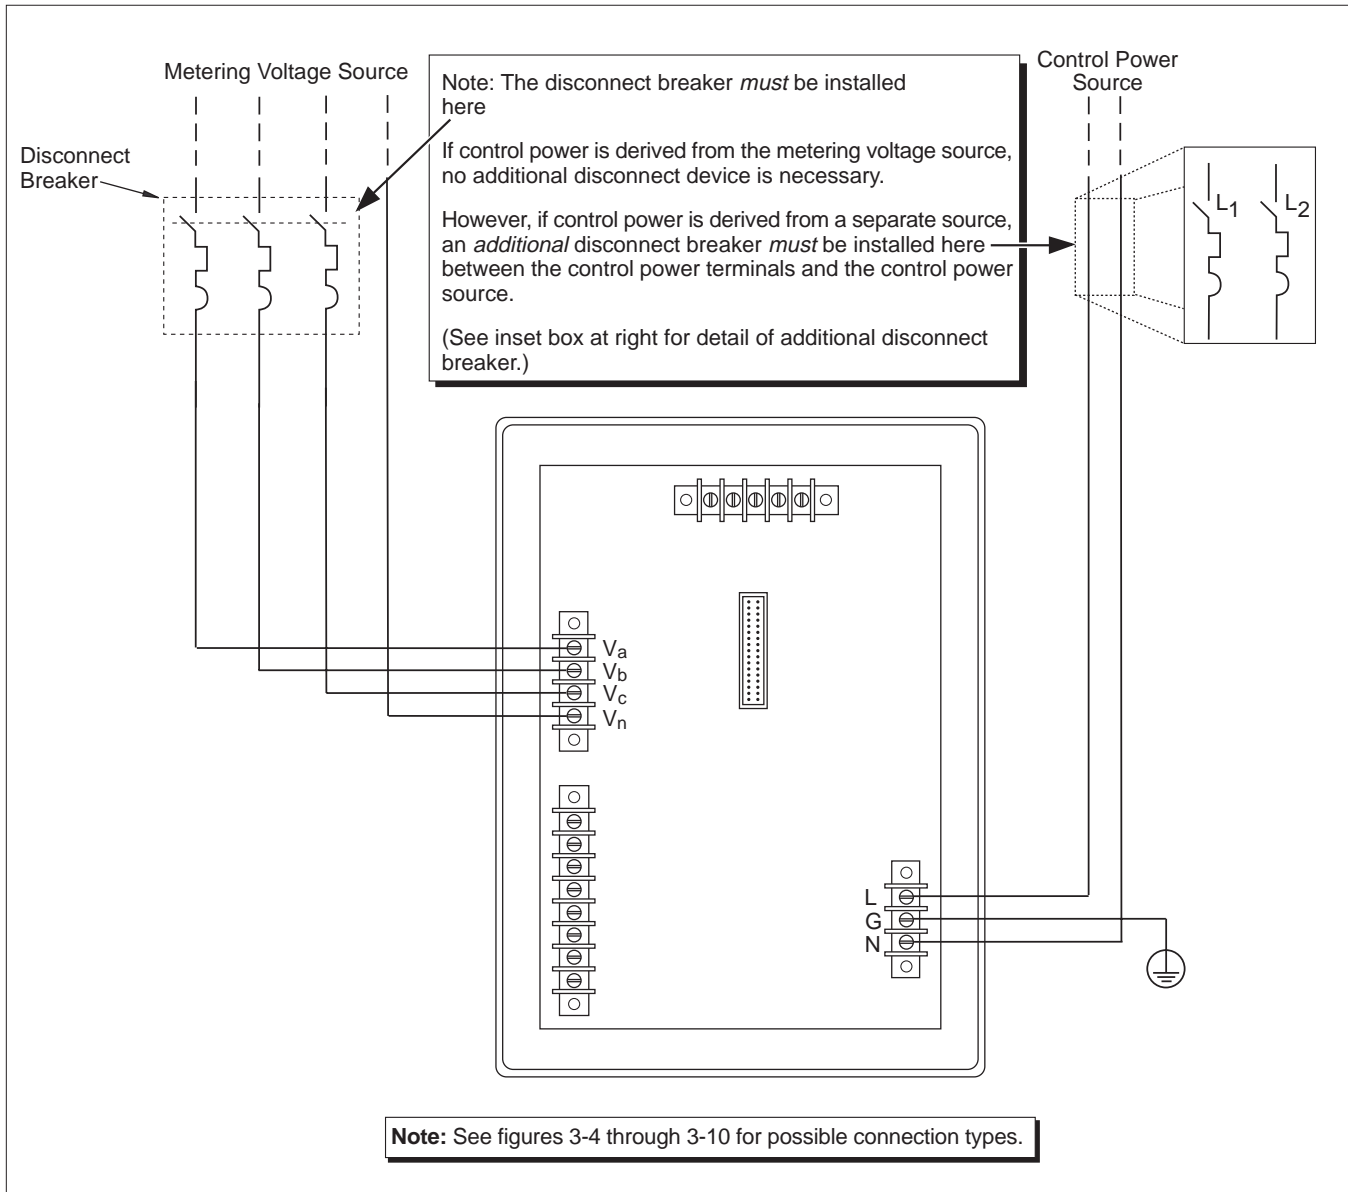 Metering Voltage Source
Disconnect
Breaker
Note: The disconnect breaker must be installed
here
If control power is derived from the metering voltage source,
no additional disconnect device is necessary.
However, if control power is derived from a separate source,
an additional disconnect breaker must be installed here
between the control power terminals and the control power
source.
(See inset box at right for detail of additional disconnect
breaker.)
Control Power
Source
L1
L2
Va
Vb
Vc
Vn
L
G
N
Note: See figures 3-4 through 3-10 for possible connection types.